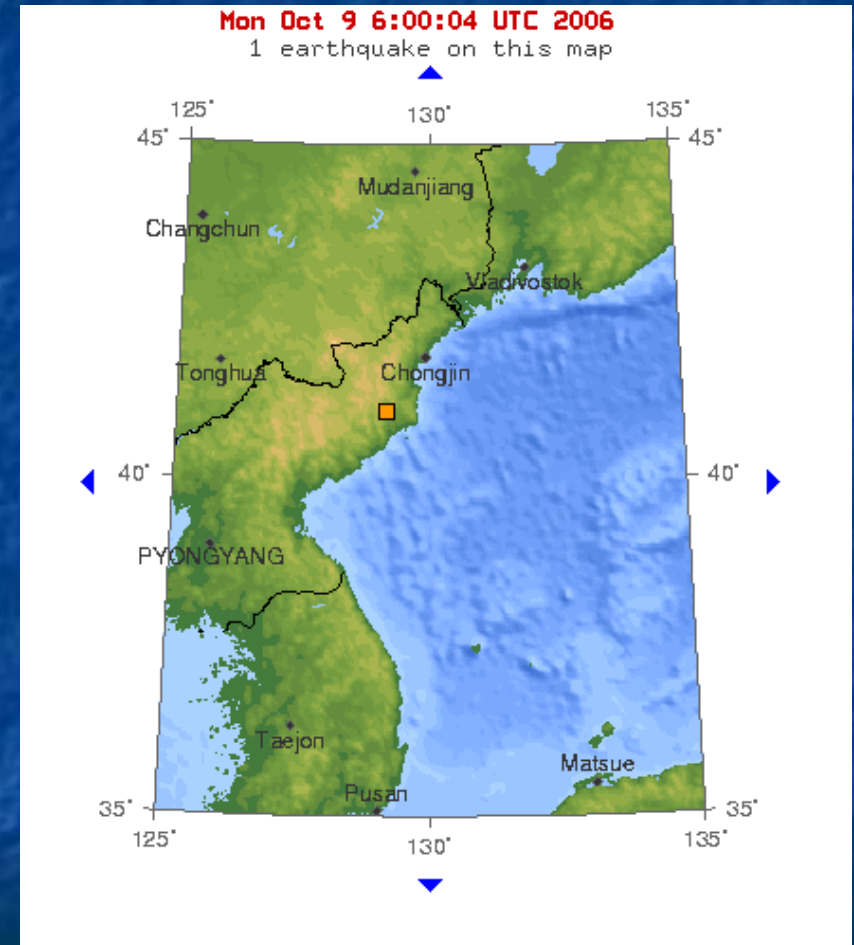 Mon Oct 9 6:00:04 UTC 2006
1 earthquake on this map
125° 130° 135°
45° 45°
Mudanjiang
Changchun
Vladivostok
Tonghua Chongjin
40° 40°
PYONGYANG
Taejon
Matsue
Pusan
35° 35°
125° 130° 135°